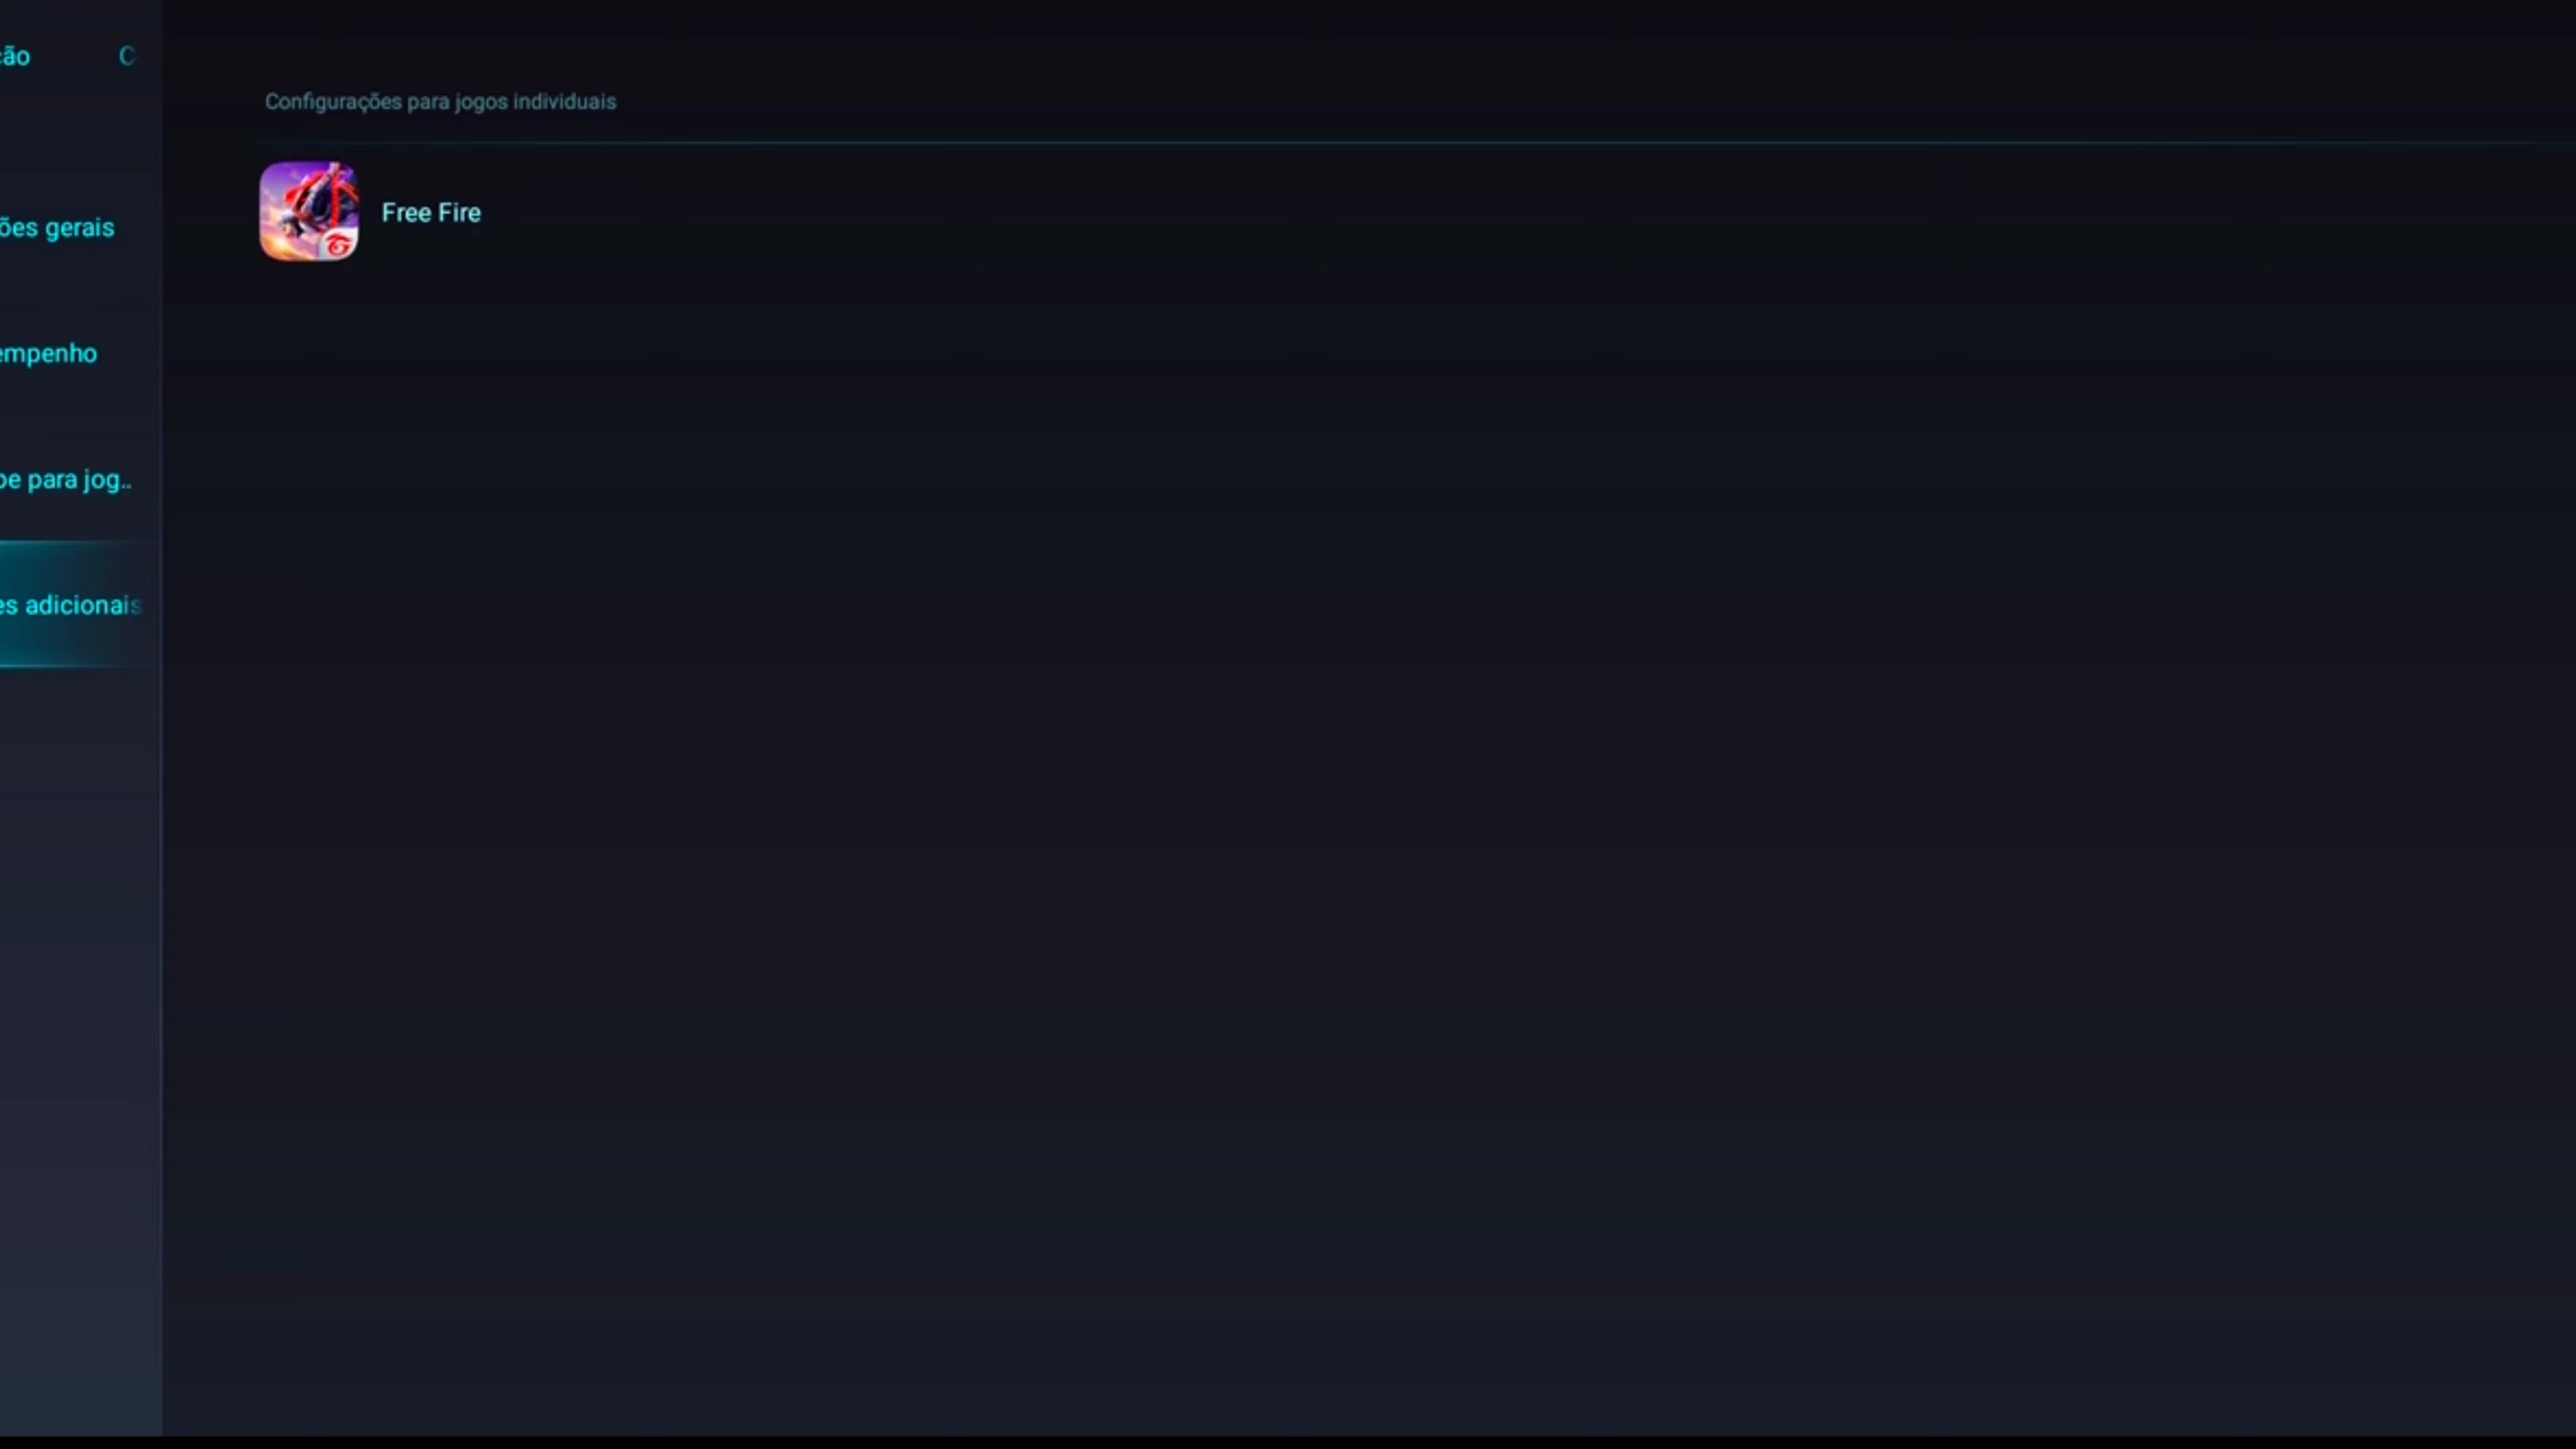 ção C
Configurações para jogos individuais
Free Fire
ões gerais
empenho
pe para jog..
es adicionais